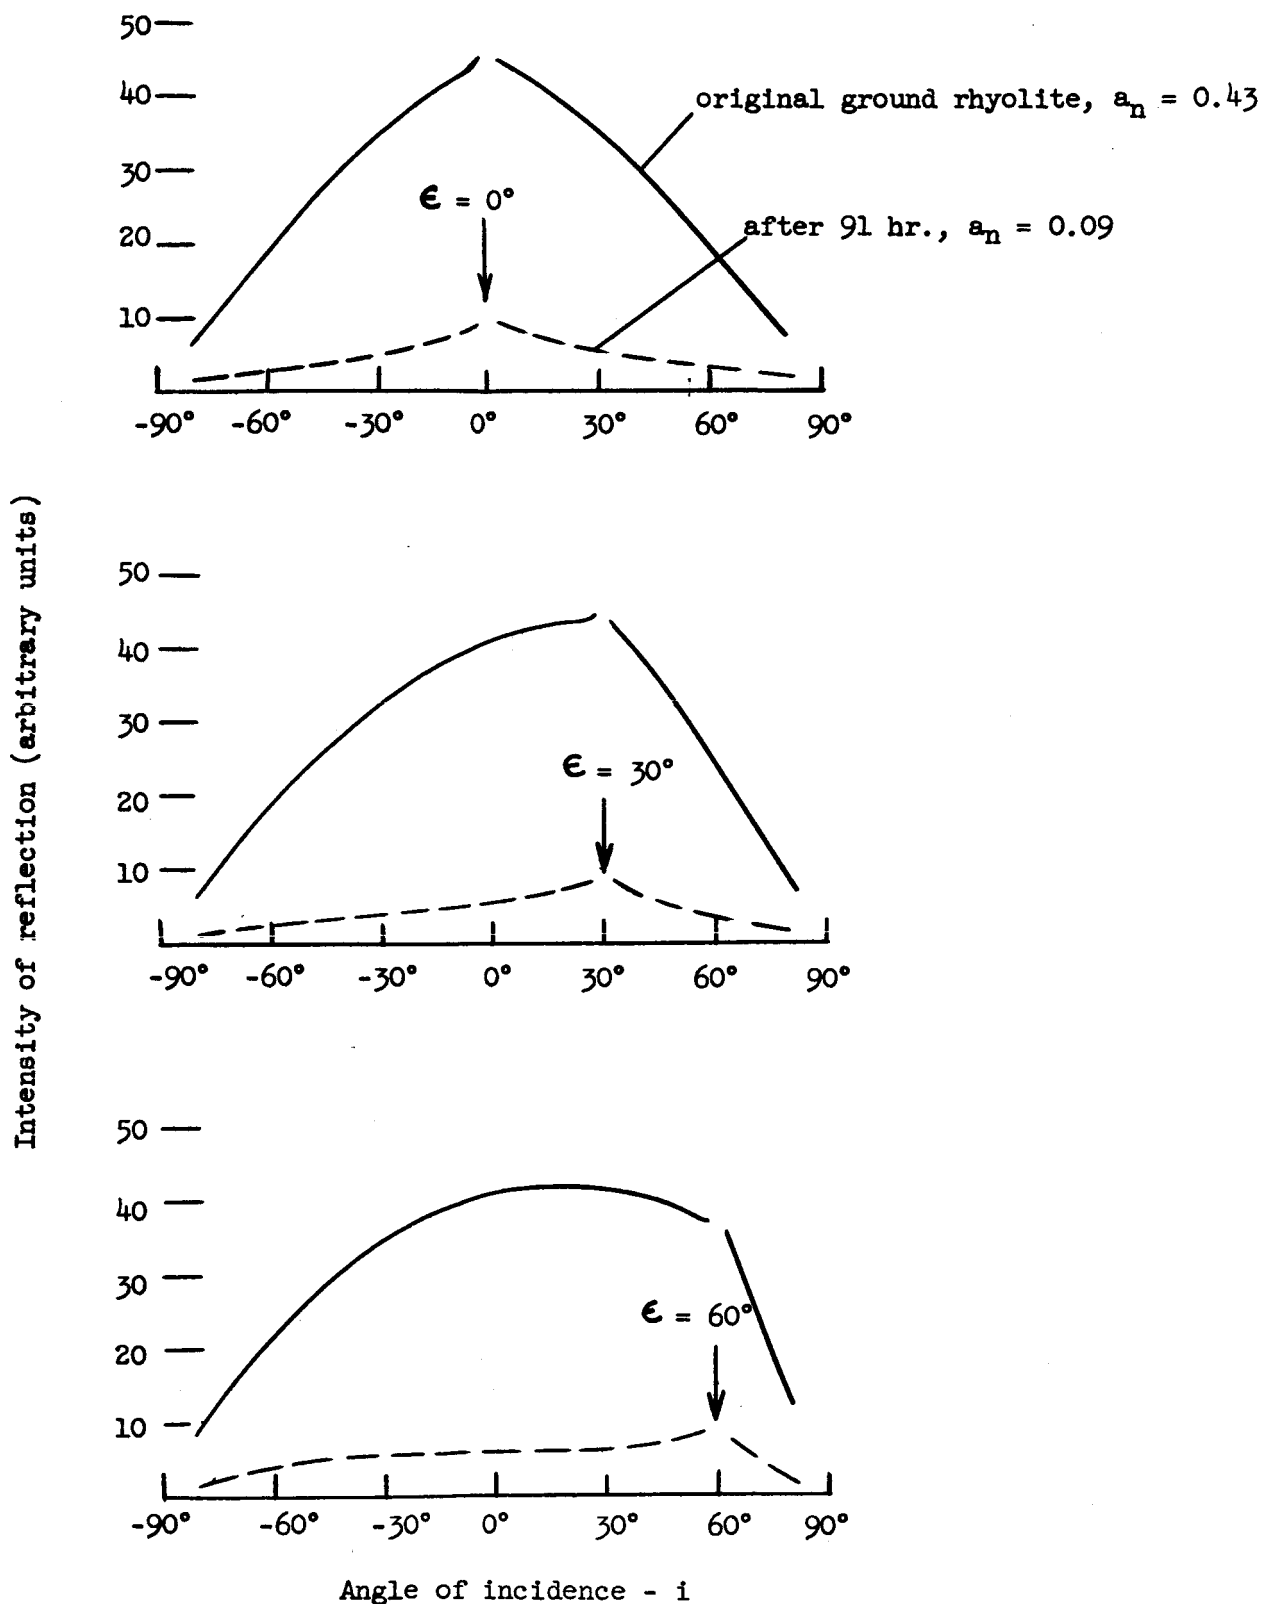 50
40
original ground rhyolite, aₙ = 0.43
30
ϵ = 0°
20
after 91 hr., aₙ = 0.09
10
-90° -60° -30° 0° 30° 60° 90°
Intensity of reflection (arbitrary units)
50
40
30
ϵ = 30°
20
10
-90° -60° -30° 0° 30° 60° 90°
50
40
30
ϵ = 60°
20
10
-90° -60° -30° 0° 30° 60° 90°
Angle of incidence - i